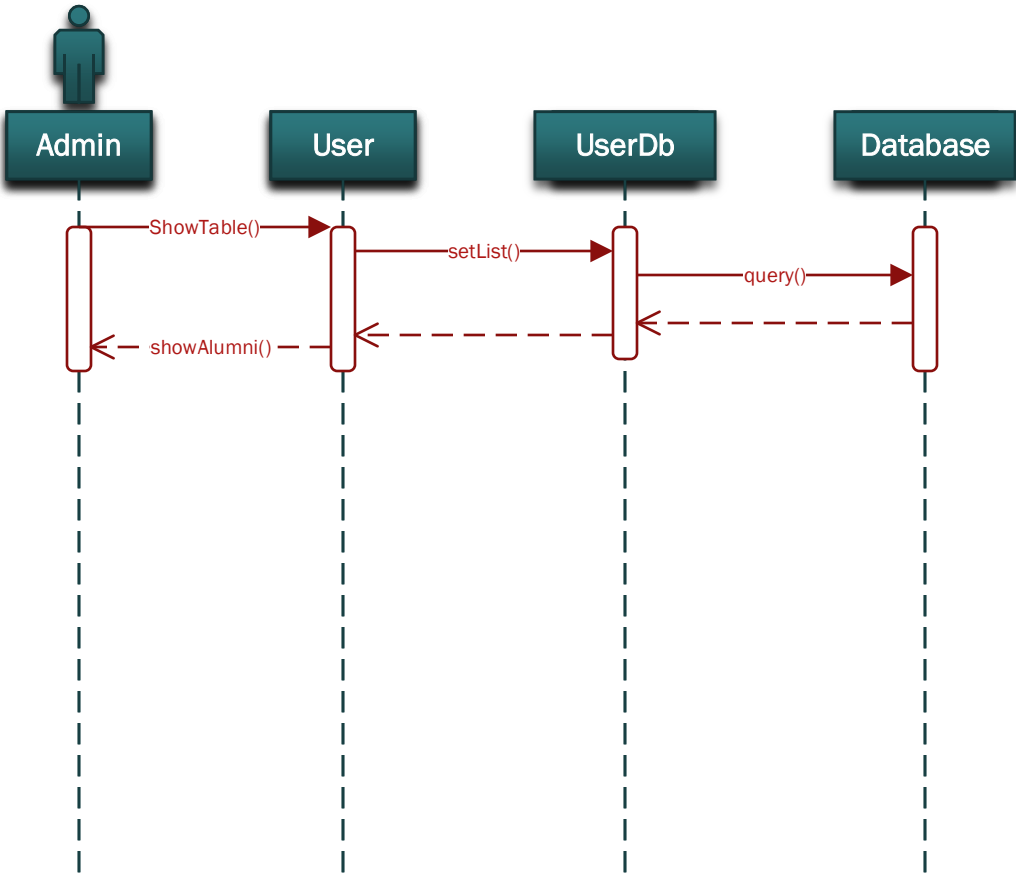 Admin
User
UserDb
Database
ShowTable()
setList()
query()
showAlumni()